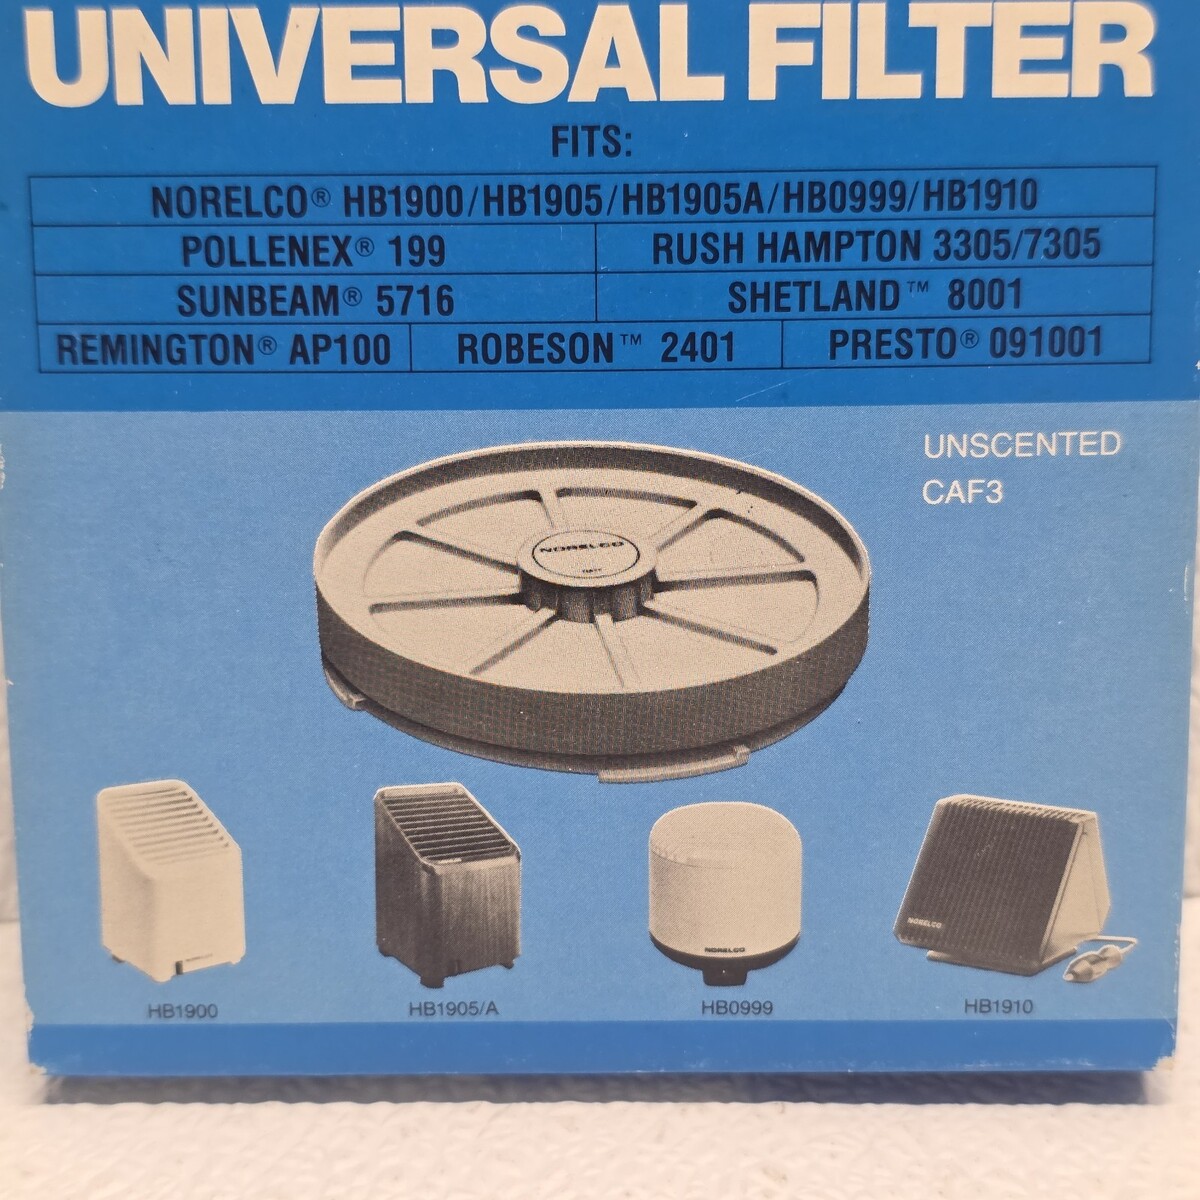 UNIVERSAL FILTER
FITS:
NORELCO® HB1900/HB1905/HB1905A/HB0999/HB1910
POLLENEX® 199
RUSH HAMPTON 3305/7305
SUNBEAM® 5716
SHETLAND™ 8001
REMINGTON® AP100
ROBESON™ 2401
PRESTO® 091001
UNSCENTED
CAF3
NORELCO
NORELCO
NORELCO
HB1900
HB1905/A
HB0999
HB1910